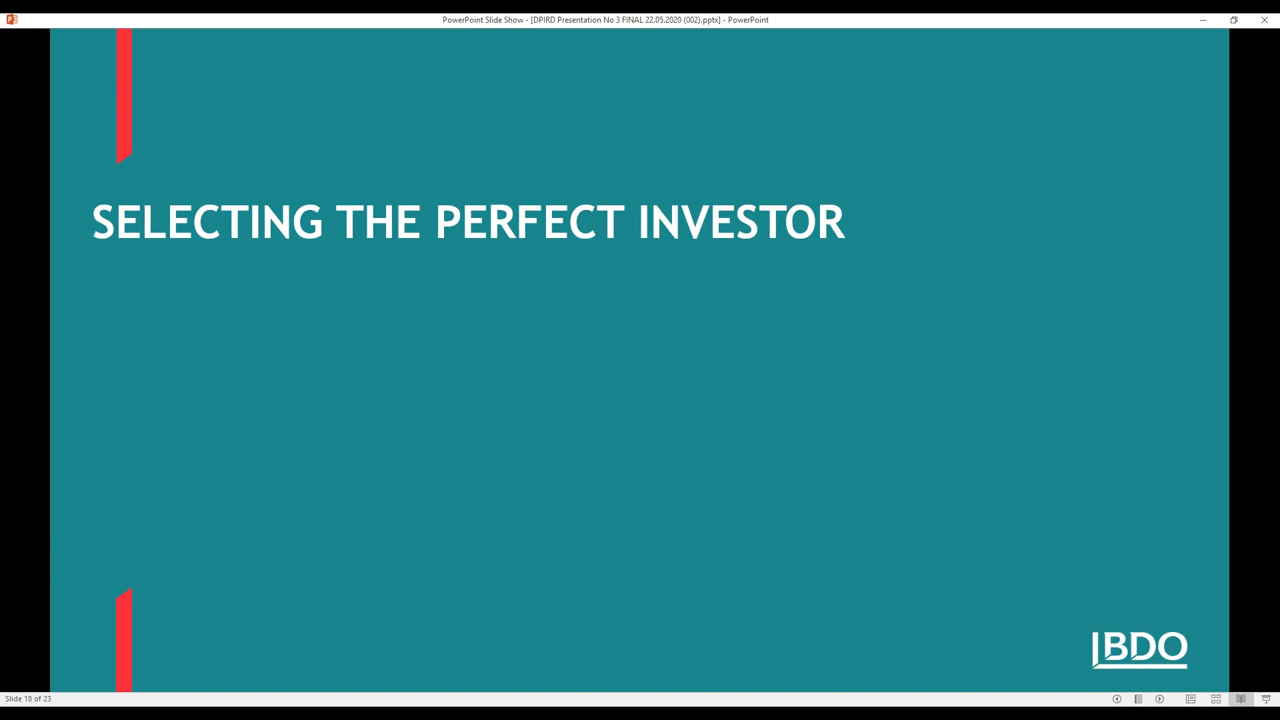 PowerPoint Slide Show - [DPIRD Presentation No 3 FINAL 22.05.2020 (002).pptx] - PowerPoint
SELECTING THE PERFECT INVESTOR
BDO
Slide 18 of 23